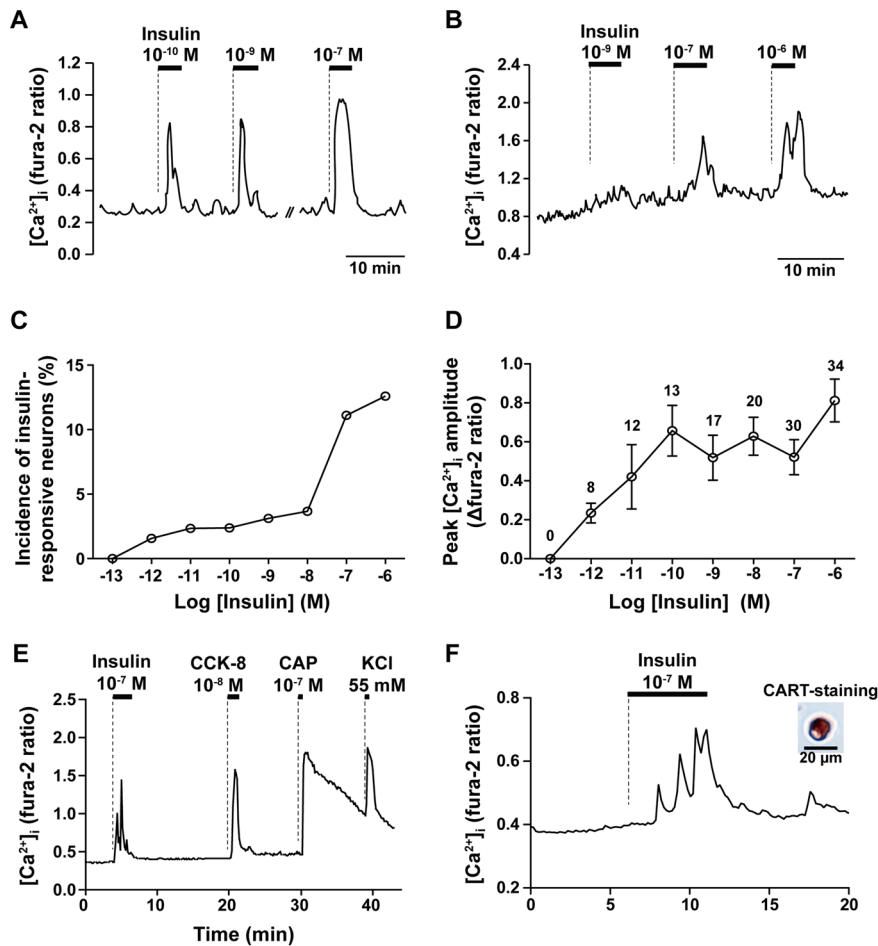 A
Insulin
10-10 M 10-9 M 10-7 M
[Ca2+]i (fura-2 ratio)
1.2
1.0
0.8
0.6
0.4
0.2
0.0
10 min
B
Insulin
10-9 M 10-7 M 10-6 M
[Ca2+]i (fura-2 ratio)
2.4
2.0
1.6
1.2
0.8
0.4
10 min
C
Incidence of insulin-
responsive neurons (%)
15
10
5
0
-13 -12 -11 -10 -9 -8 -7 -6
Log [Insulin] (M)
D
Peak [Ca2+]i amplitude
(Δfura-2 ratio)
1.0
0.8
0.6
0.4
0.2
0.0
0 8 12 13 17 20 30 34
-13 -12 -11 -10 -9 -8 -7 -6
Log [Insulin] (M)
E
Insulin CCK-8 CAP KCl
10-7 M 10-8 M 10-7 M 55 mM
[Ca2+]i (fura-2 ratio)
2.5
2.0
1.5
1.0
0.5
0.0
0 10 20 30 40
Time (min)
F
Insulin
10-7 M
CART-staining
20 µm
[Ca2+]i (fura-2 ratio)
0.8
0.6
0.4
0.2
0 5 10 15 20